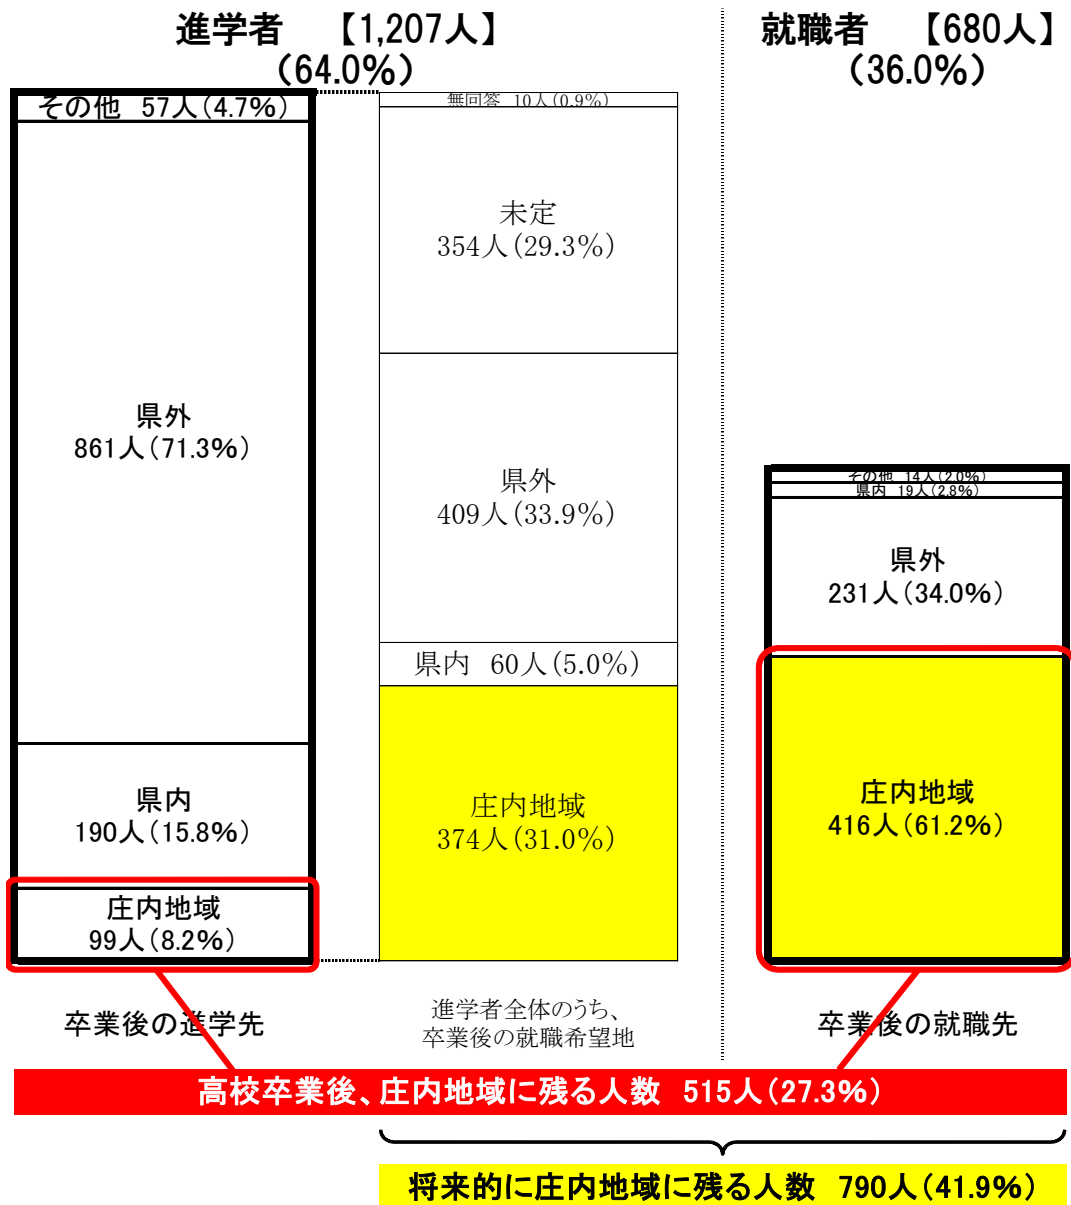 進学者　【1,207人】
（64.0%）
就職者　【680人】
（36.0%）
その他　57人（4.7%）
県外
861人（71.3%）
県内
190人（15.8%）
庄内地域
99人（8.2%）
卒業後の進学先
無回答　10人（0.9%）
未定
354人（29.3%）
県外
409人（33.9%）
県内　60人（5.0%）
庄内地域
374人（31.0%）
進学者全体のうち、
卒業後の就職希望地
その他　14人（2.0%）
県内　19人（2.8%）
県外
231人（34.0%）
庄内地域
416人（61.2%）
卒業後の就職先
高校卒業後、庄内地域に残る人数　515人（27.3%）
将来的に庄内地域に残る人数　790人（41.9%）